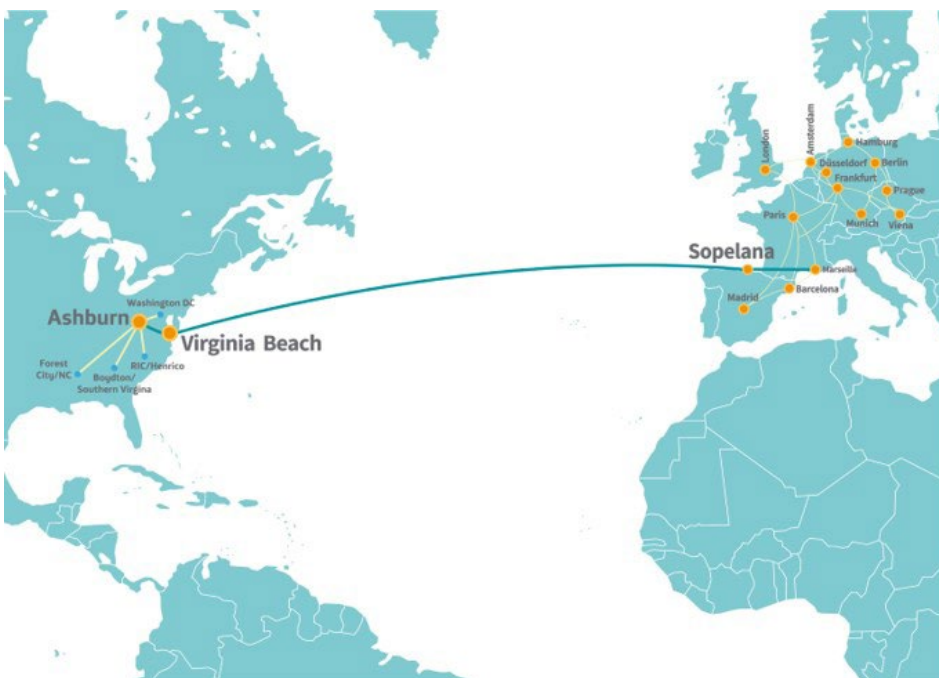 London
Amsterdam
Hamburg
Düsseldorf
Berlin
Frankfurt
Prague
Paris
Munich
Viena
Sopelana
Marseille
Barcelona
Madrid
Washington DC
Ashburn
Virginia Beach
Forest
City/NC
RIC/Henrico
Boydton/
Southern Virgina